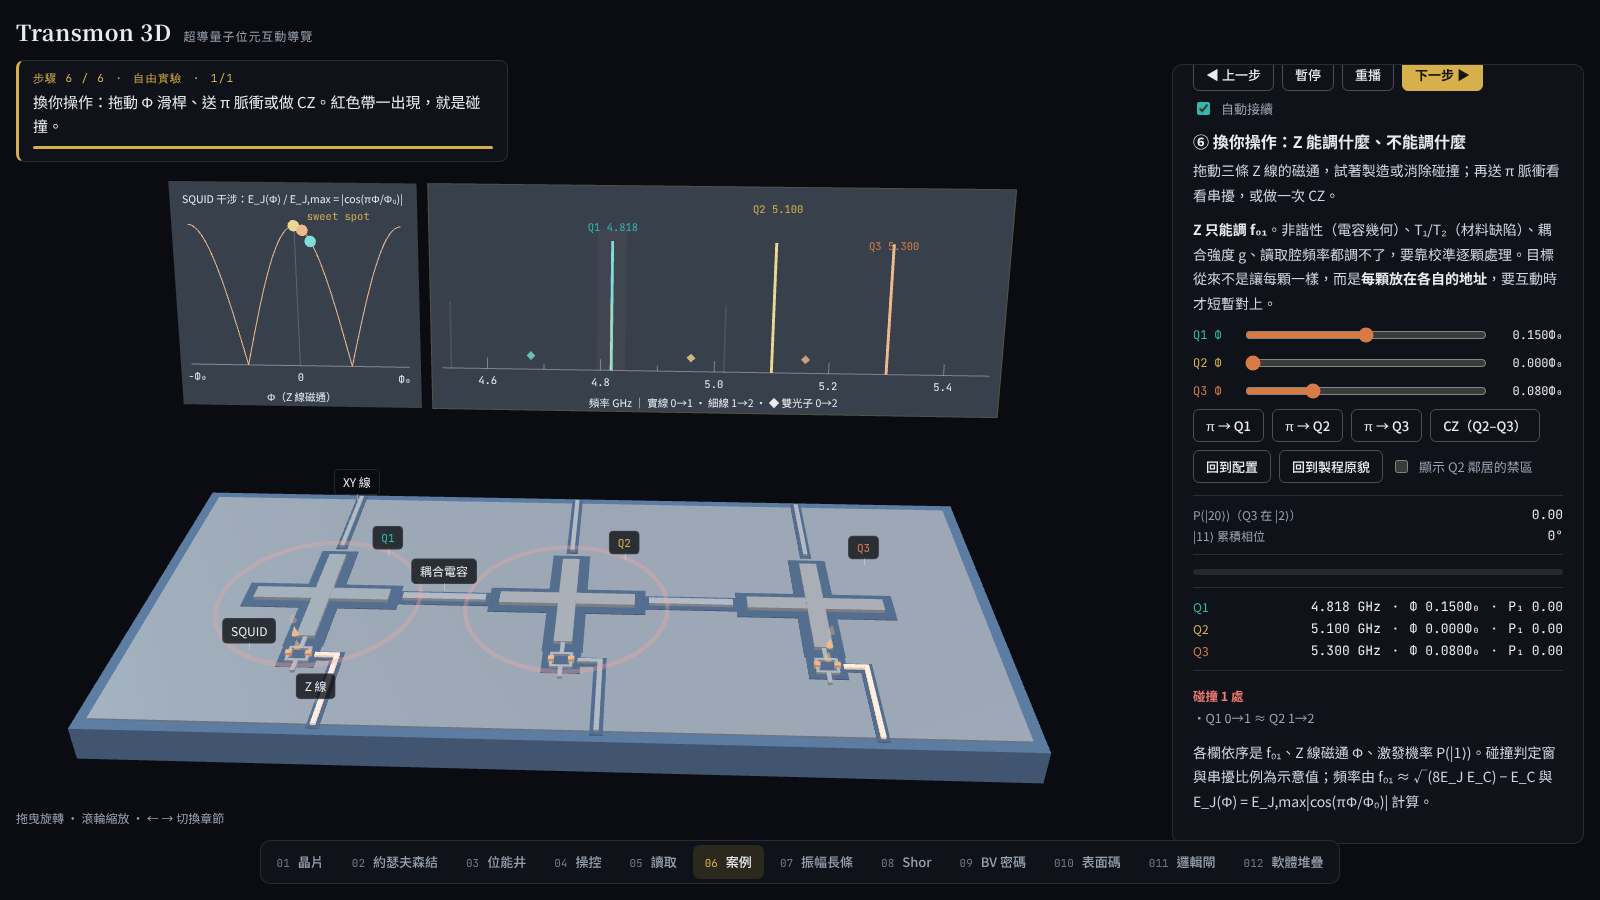 Transmon 3D 超導量子位元互動導覽
步驟 6 / 6 · 自由實驗 · 1/1
換你操作：拖動 Φ 滑桿、送 π 脈衝或做 CZ。紅色帶一出現，就是碰
撞。
SQUID 干涉：E_J(Φ) / E_J,max = |cos(πΦ/Φ₀)|
sweet spot
-Φ₀ 0 Φ₀
Φ（Z 線磁通）
Q1 4.818
Q2 5.100
Q3 5.300
4.6 4.8 5.0 5.2 5.4
頻率 GHz ｜ 實線 0→1 · 細線 1→2 · ◆ 雙光子 0→2
XY 線
Q1
耦合電容
Q2
Q3
SQUID
Z 線
拖曳旋轉 · 滾輪縮放 · ← → 切換章節
◀ 上一步 暫停 重播 下一步 ▶
自動接續
⑥ 換你操作：Z 能調什麼、不能調什麼
拖動三條 Z 線的磁通，試著製造或消除碰撞；再送 π 脈衝看
看串擾，或做一次 CZ。
Z 只能調 f₀₁。非諧性（電容幾何）、T₁/T₂（材料缺陷）、耦
合強度 g、讀取腔頻率都調不了，要靠校準逐顆處理。目標
從來不是讓每顆一樣，而是每顆放在各自的地址，要互動時
才短暫對上。
Q1 Φ 0.150Φ₀
Q2 Φ 0.000Φ₀
Q3 Φ 0.080Φ₀
π → Q1 π → Q2 π → Q3 CZ（Q2–Q3）
回到配置 回到製程原貌 顯示 Q2 鄰居的禁區
P(|20⟩)（Q3 在 |2⟩） 0.00
|11⟩ 累積相位 0°
Q1 4.818 GHz · Φ 0.150Φ₀ · P₁ 0.00
Q2 5.100 GHz · Φ 0.000Φ₀ · P₁ 0.00
Q3 5.300 GHz · Φ 0.080Φ₀ · P₁ 0.00
碰撞 1 處
· Q1 0→1 ≈ Q2 1→2
各欄依序是 f₀₁、Z 線磁通 Φ、激發機率 P(|1⟩)。碰撞判定窗
與串擾比例為示意值；頻率由 f₀₁ ≈ √(8E_J E_C) − E_C 與
E_J(Φ) = E_J,max|cos(πΦ/Φ₀)| 計算。
01 晶片 02 約瑟夫森結 03 位能井 04 操控 05 讀取 06 案例 07 振幅長條 08 Shor 09 BV 密碼 010 表面碼 011 邏輯閘 012 軟體堆疊